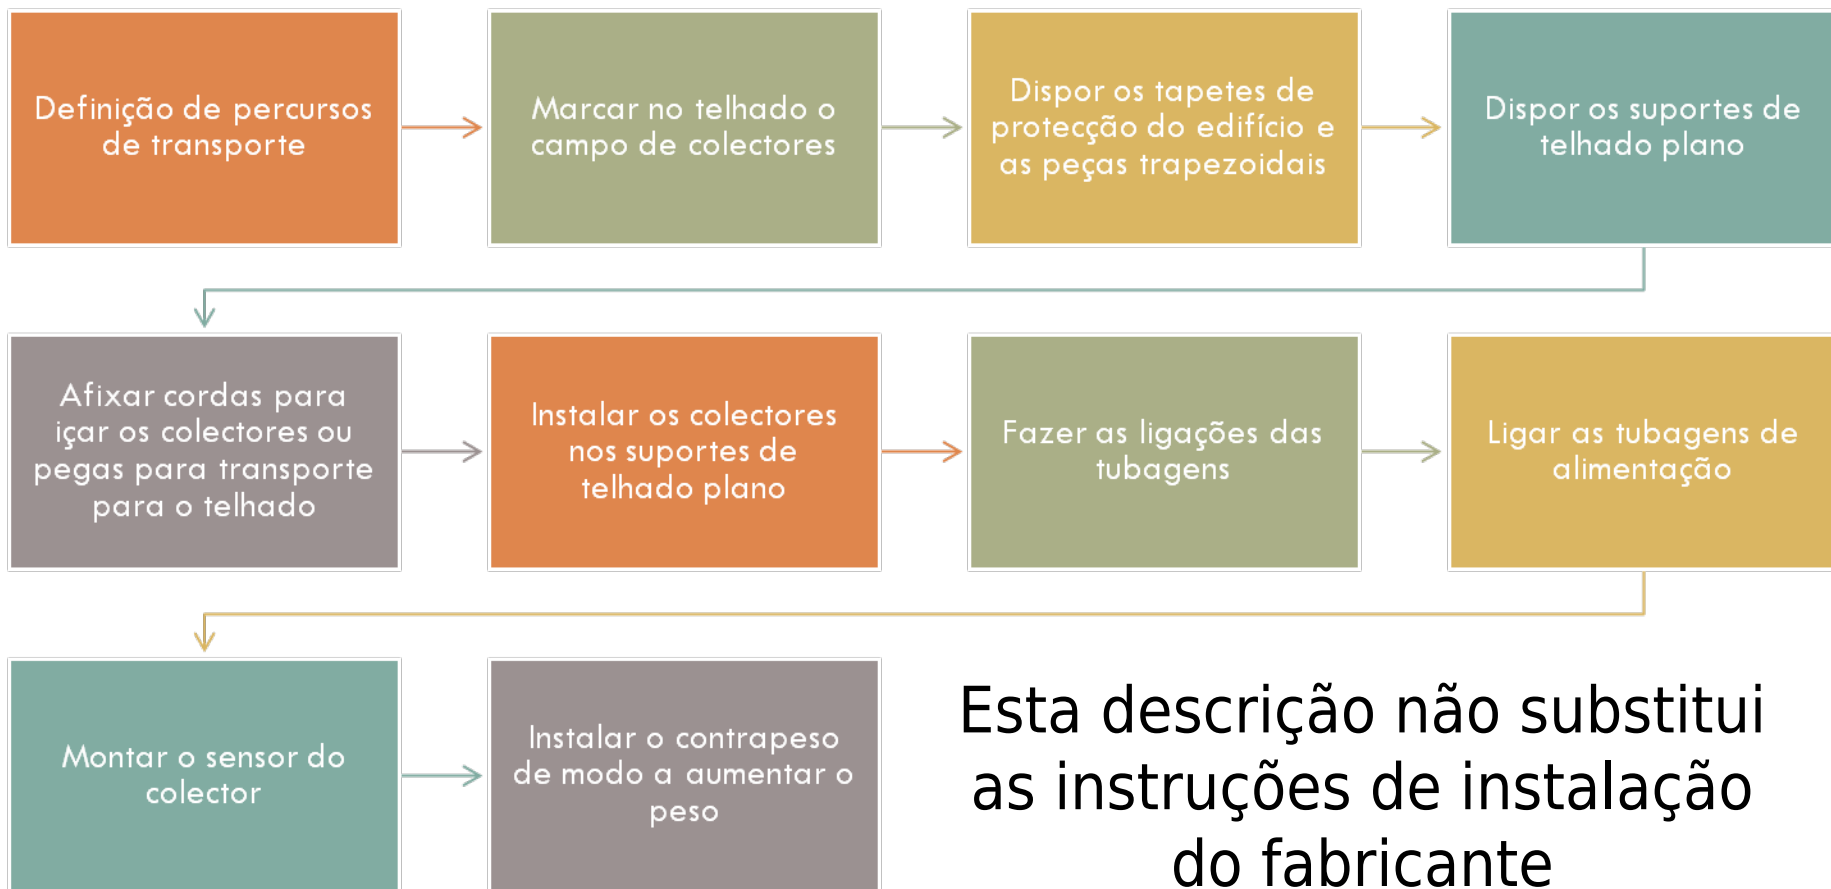 Definição de percursos
de transporte
Marcar no telhado o
campo de colectores
Dispor os tapetes de
protecção do edifício e
as peças trapezoidais
Dispor os suportes de
telhado plano
Afixar cordas para
içar os colectores ou
pegas para transporte
para o telhado
Instalar os colectores
nos suportes de
telhado plano
Fazer as ligações das
tubagens
Ligar as tubagens de
alimentação
Montar o sensor do
colector
Instalar o contrapeso
de modo a aumentar o
peso
Esta descrição não substitui
as instruções de instalação
do fabricante